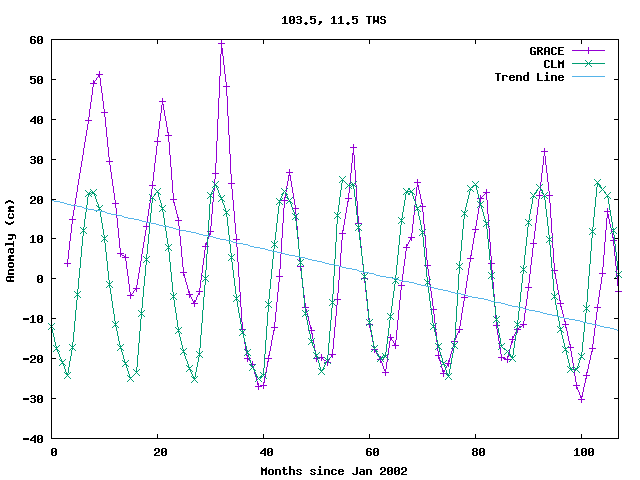 103.5, 11.5 TWS
GRACE
CLM
Trend Line
60
50
40
30
20
10
0
-10
-20
-30
-40
Anomaly (cm)
0 20 40 60 80 100
Months since Jan 2002